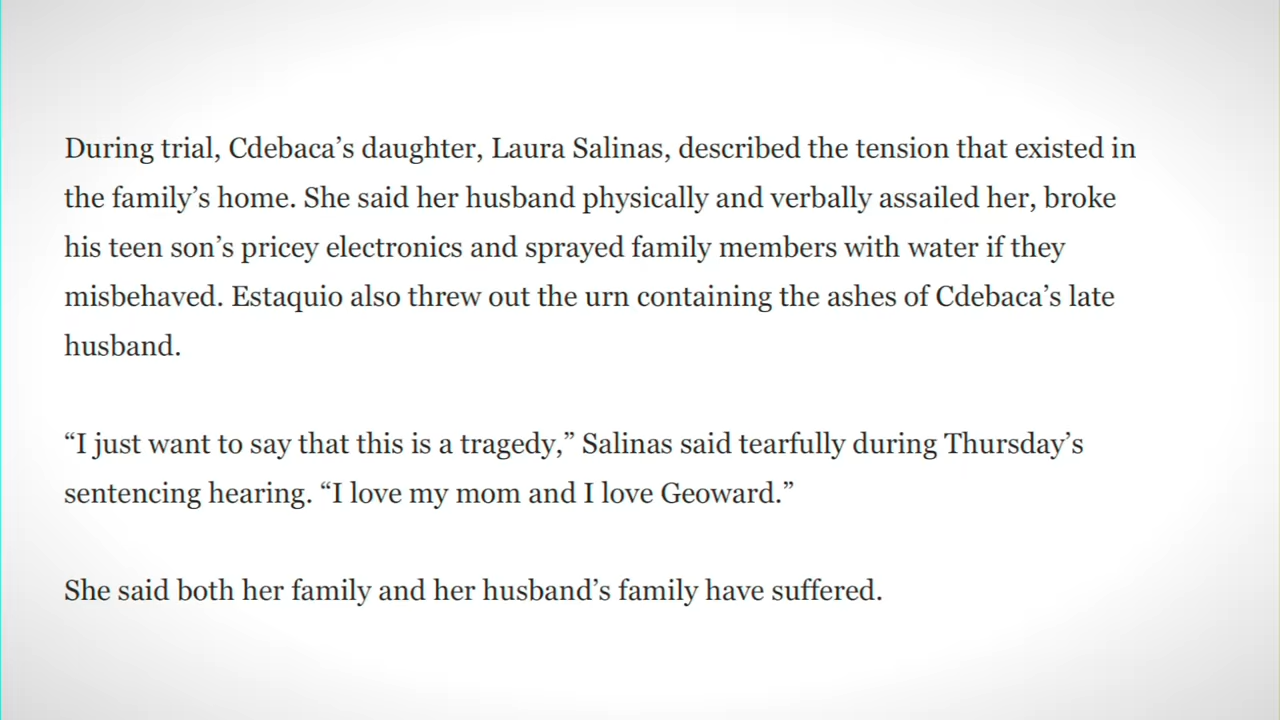 During trial, Cdebaca’s daughter, Laura Salinas, described the tension that existed in
the family’s home. She said her husband physically and verbally assailed her, broke
his teen son’s pricey electronics and sprayed family members with water if they
misbehaved. Estaquio also threw out the urn containing the ashes of Cdebaca’s late
husband.
“I just want to say that this is a tragedy,” Salinas said tearfully during Thursday’s
sentencing hearing. “I love my mom and I love Geoward.”
She said both her family and her husband’s family have suffered.